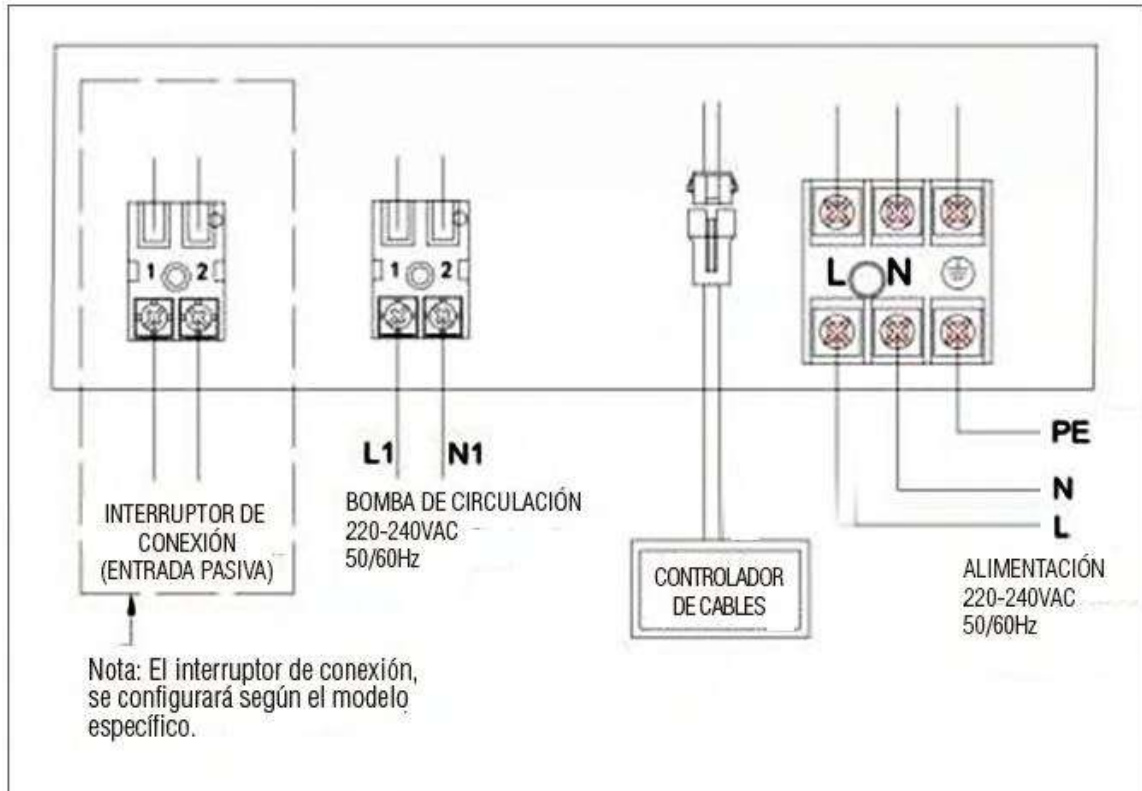 1 2
1 2
L N
L1 N1
PE
N
L
INTERRUPTOR DE
CONEXIÓN
(ENTRADA PASIVA)
BOMBA DE CIRCULACIÓN
220-240VAC
50/60Hz
CONTROLADOR
DE CABLES
ALIMENTACIÓN
220-240VAC
50/60Hz
Nota: El interruptor de conexión,
se configurará según el modelo
específico.